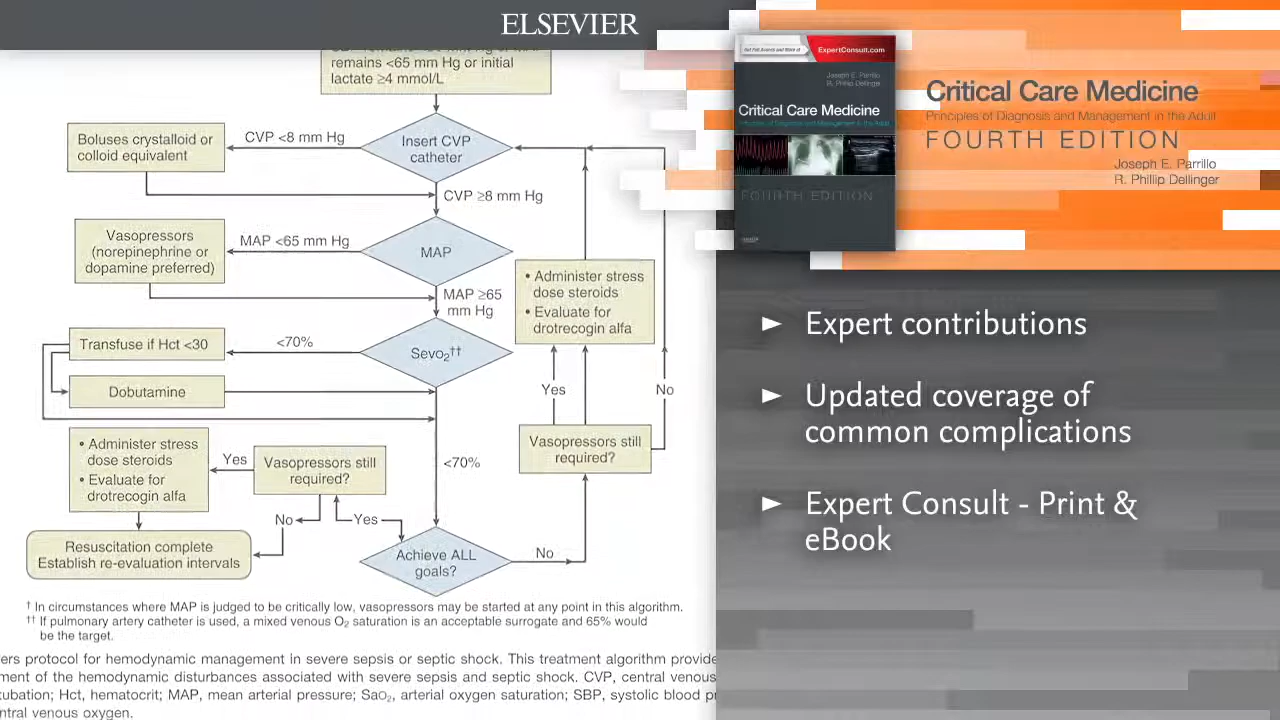 ELSEVIER
remains <65 mm Hg or initial
lactate ≥4 mmol/L
CVP <8 mm Hg
Insert CVP
catheter
or
colloid equivalent
CVP ≥8 mm Hg
Vasopressors
(norepinephrine or
dopamine preferred)
MAP <65 mm Hg
MAP
MAP ≥65
mm Hg
• Administer stress
dose steroids
• Evaluate for
drotrecogin alfa
Transfuse if Hct <30
<70%
Sevo₂††
Dobutamine
Yes
No
Vasopressors still
required?
<70%
• Administer stress
dose steroids
• Evaluate for
drotrecogin alfa
Yes
Vasopressors still
required?
No
Yes
Resuscitation complete
Establish re-evaluation intervals
Achieve ALL
goals?
No
† In circumstances where MAP is judged to be critically low, vasopressors may be started at any point in this algorithm.
†† If pulmonary artery catheter is used, a mixed venous O₂ saturation is an acceptable surrogate and 65% would
be the target.
ers protocol for hemodynamic management in severe sepsis or septic shock. This treatment algorithm provide
ment of the hemodynamic disturbances associated with severe sepsis and septic shock. CVP, central venous
tubation; Hct, hematocrit; MAP, mean arterial pressure; SaO₂, arterial oxygen saturation; SBP, systolic blood pr
ntral venous oxygen.
ExpertConsult.com
Joseph E. Parrillo
R. Phillip Dellinger
Critical Care Medicine
FOURTH EDITION
Critical Care Medicine
Principles of Diagnosis and Management in the Adult
FOURTH EDITION
Joseph E. Parrillo
R. Phillip Dellinger
► Expert contributions
► Updated coverage of
common complications
► Expert Consult - Print &
eBook